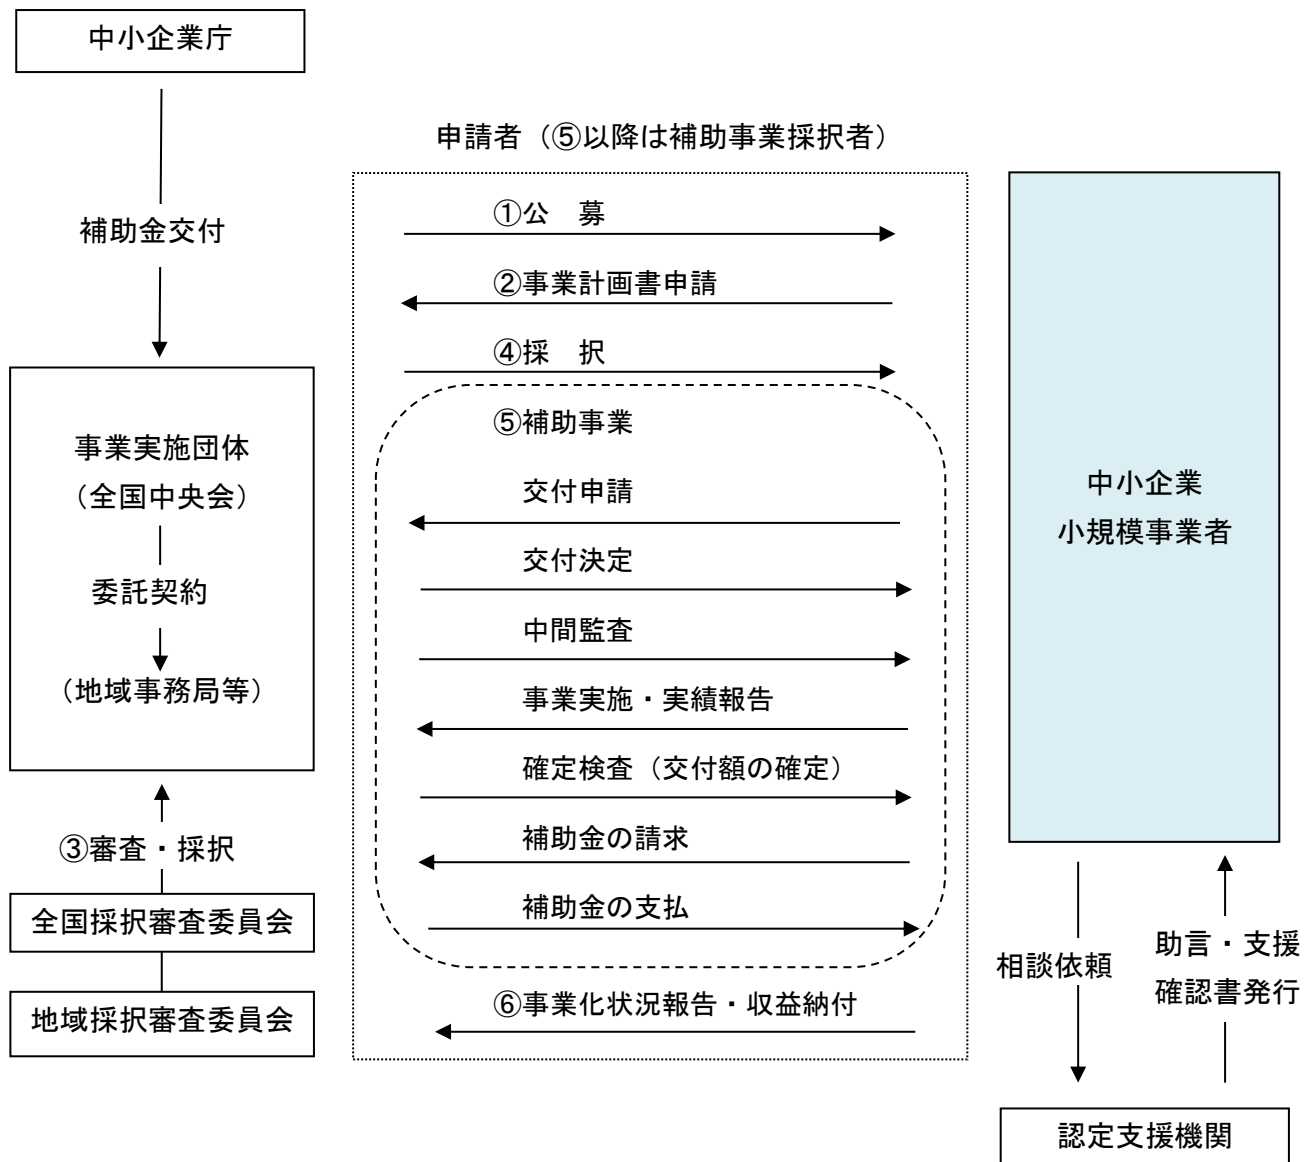 中小企業庁
補助金交付
事業実施団体
（全国中央会）
委託契約
（地域事務局等）
③審査・採択
全国採択審査委員会
地域採択審査委員会
申請者（⑤以降は補助事業採択者）
①公　募
②事業計画書申請
④採　択
⑤補助事業
交付申請
交付決定
中間監査
事業実施・実績報告
確定検査（交付額の確定）
補助金の請求
補助金の支払
⑥事業化状況報告・収益納付
中小企業
小規模事業者
相談依頼
助言・支援
確認書発行
認定支援機関